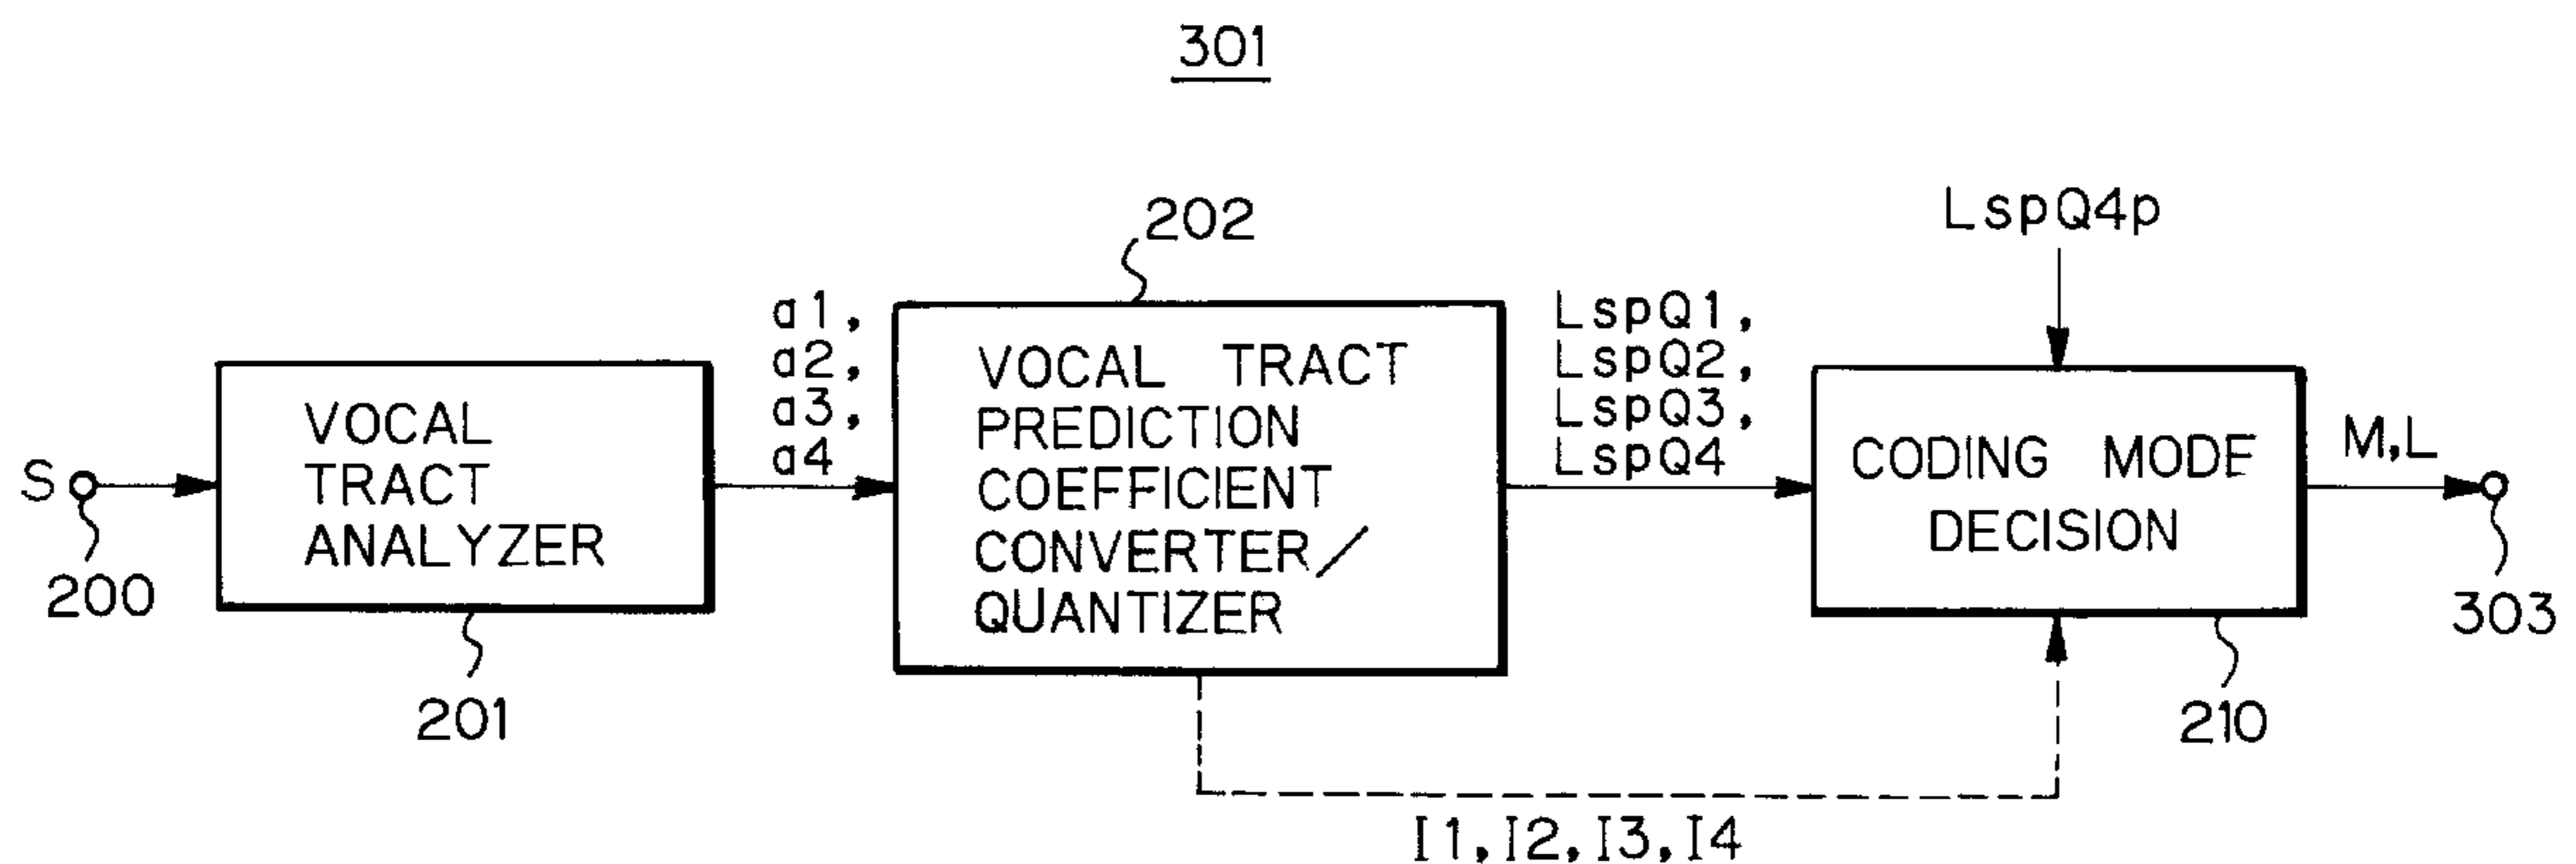 301
202
LspQ4p
a1,
a2,
a3,
a4
LspQ1,
LspQ2,
LspQ3,
LspQ4
S
VOCAL
TRACT
ANALYZER
VOCAL TRACT
PREDICTION
COEFFICIENT
CONVERTER/
QUANTIZER
CODING MODE
DECISION
M,L
200
303
201
210
I1,I2,I3,I4